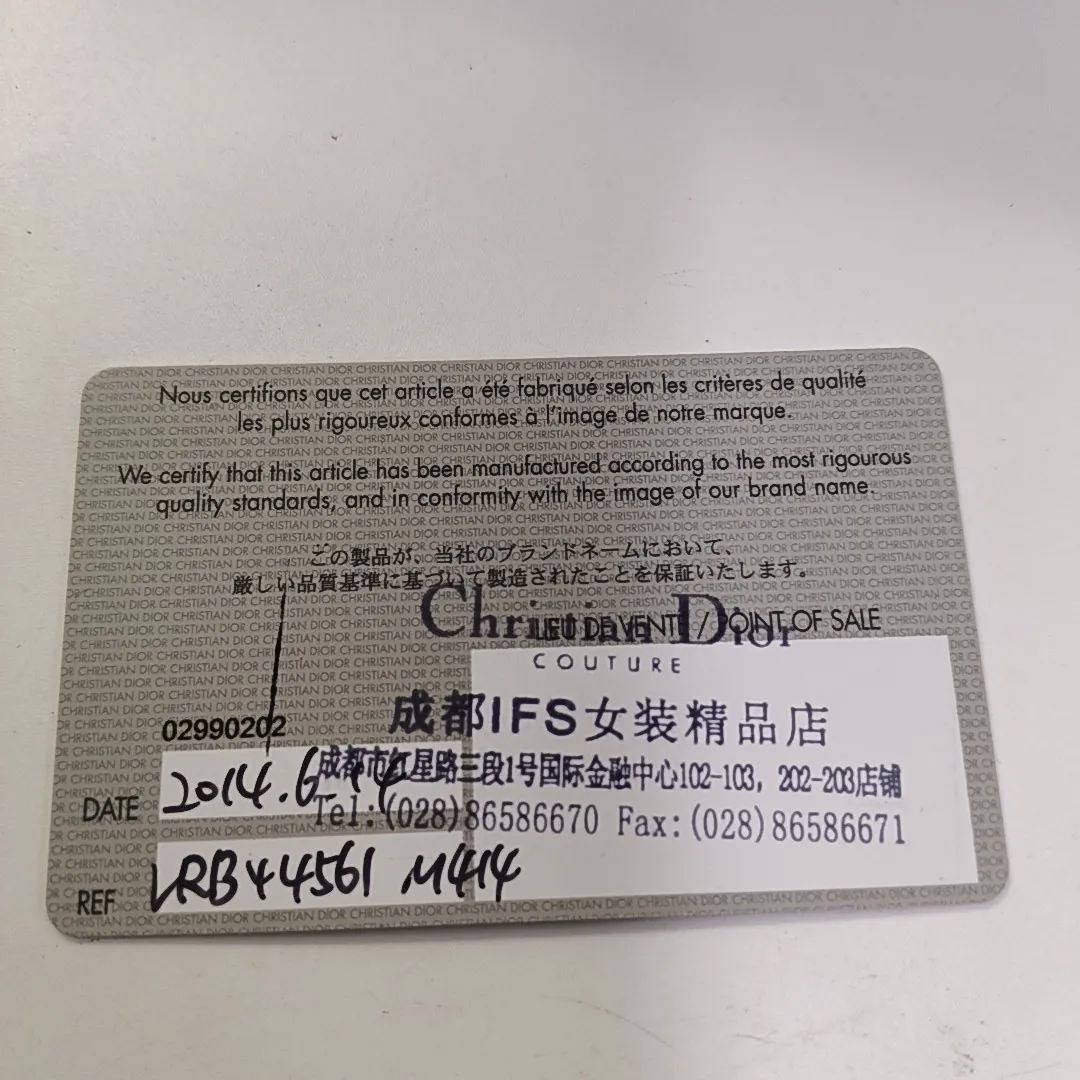 Nous certifions que cet article a été fabriqué selon les critères de qualité
les plus rigoureux conformes à l'image de notre marque.
We certify that this article has been manufactured according to the most rigourous
quality standards, and in conformity with the image of our brand name.
この製品が、当社のブランドネームにおいて、
厳しい品質基準に基づいて製造されたことを保証いたします。
LIEU DE VENTE / POINT OF SALE
Christian Dior
COUTURE
成都IFS女装精品店
02990202
成都市红星路三段1号国际金融中心102-103, 202-203店铺
DATE 2014.6.14
Tel:(028)86586670 Fax:(028)86586671
REF. VRB44561 M414